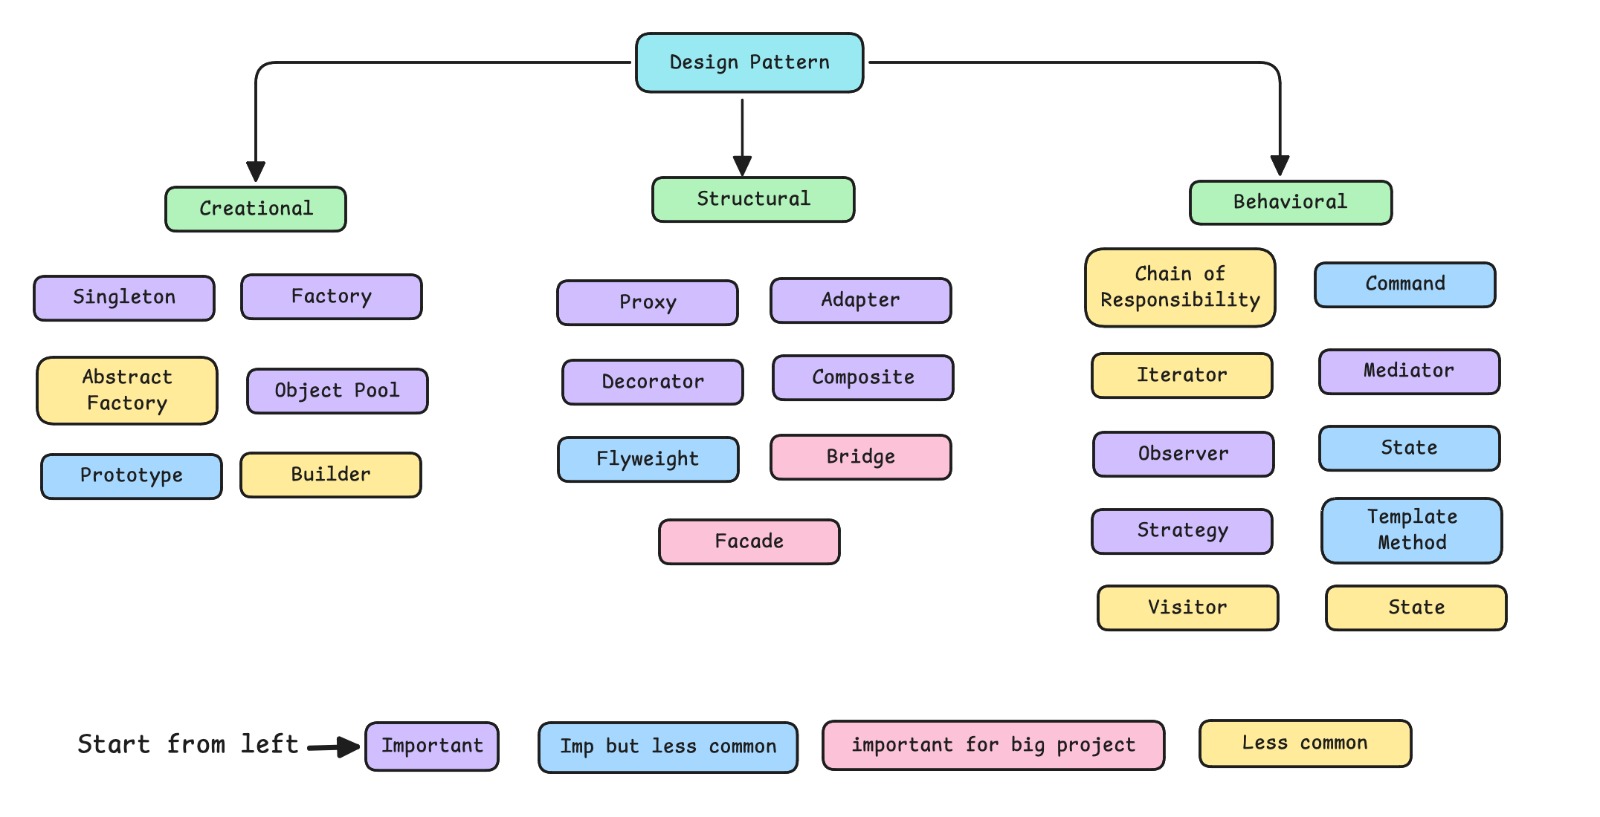 Design Pattern
Creational
Structural
Behavioral
Singleton
Factory
Abstract
Factory
Object Pool
Prototype
Builder
Proxy
Adapter
Decorator
Composite
Flyweight
Bridge
Facade
Chain of
Responsibility
Command
Iterator
Mediator
Observer
State
Strategy
Template
Method
Visitor
State
Start from left
Important
Imp but less common
important for big project
Less common